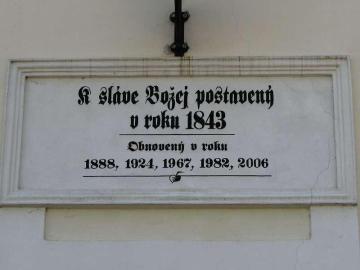 K sláve Božej postavený
v roku 1843
Obnovený v roku
1888, 1924, 1967, 1982, 2006